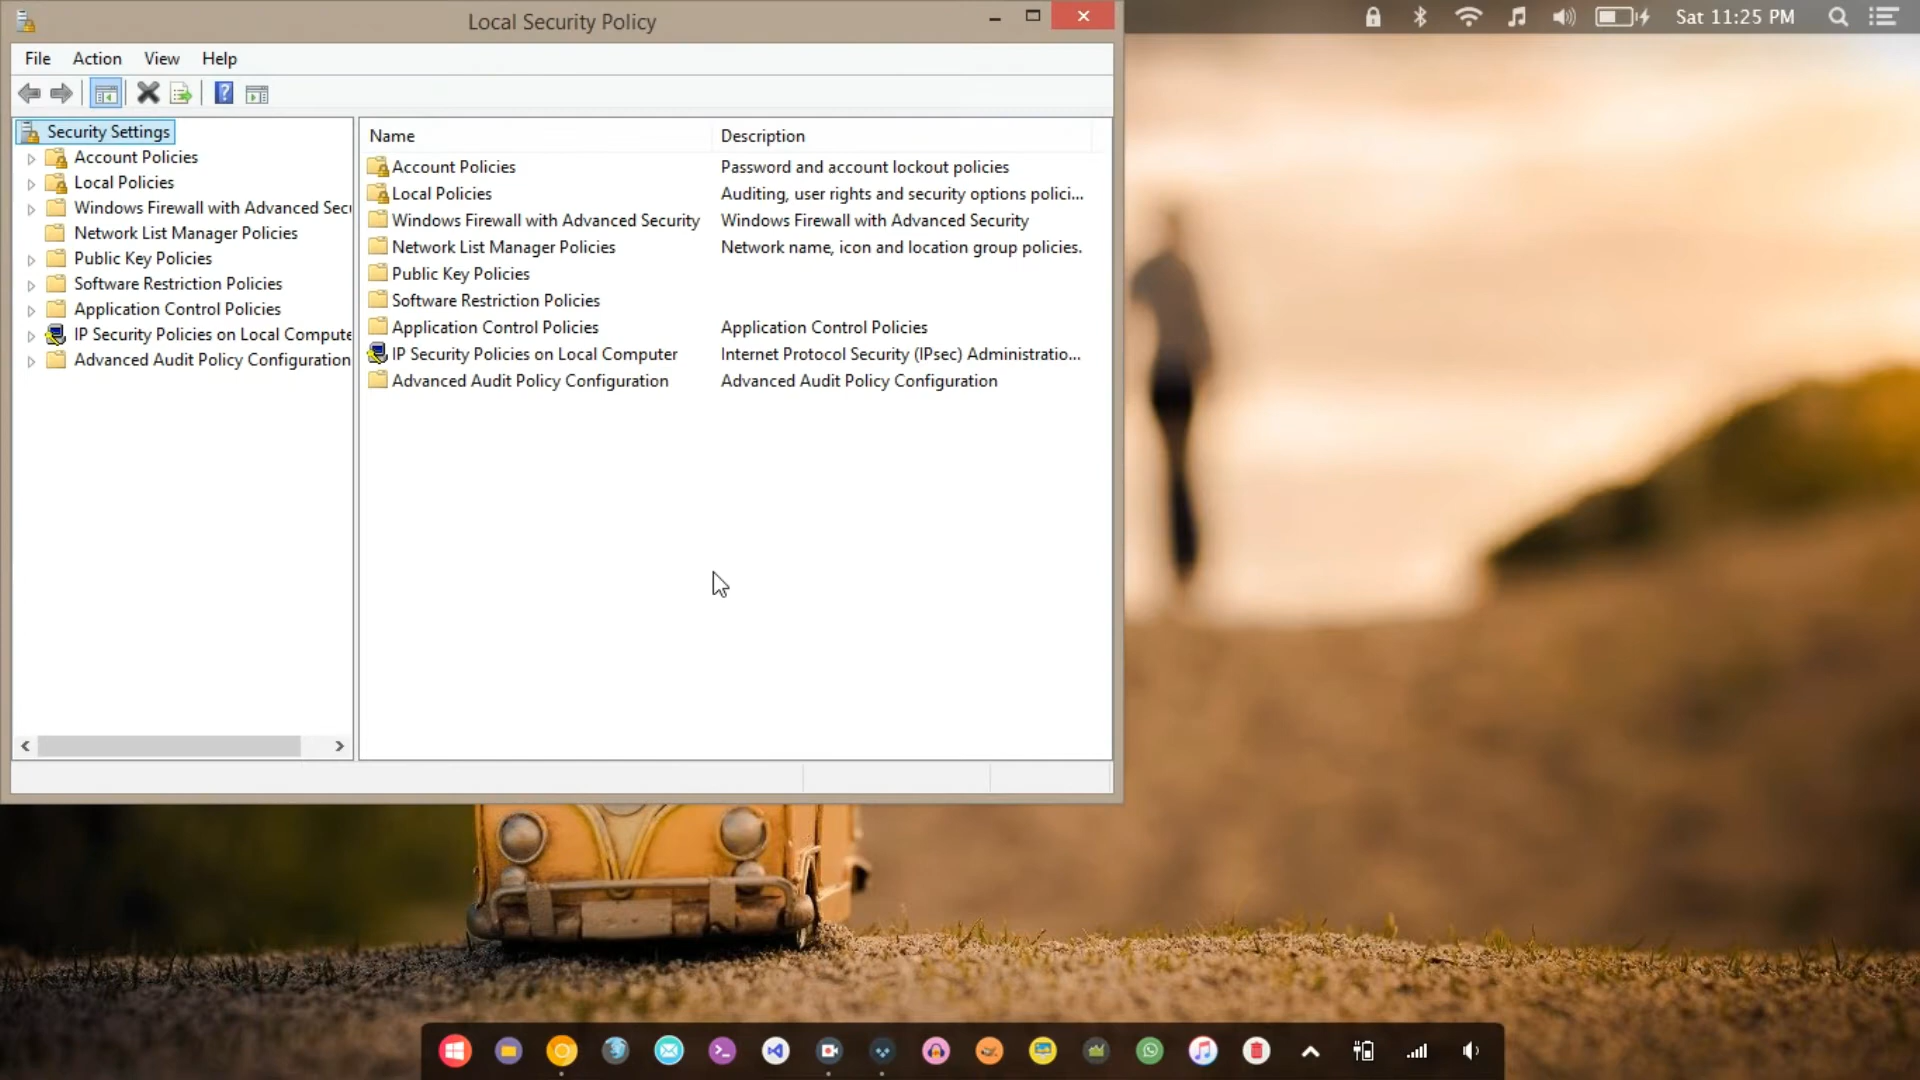 Local Security Policy
Sat 11:25 PM
File Action View Help
Security Settings
Account Policies
Local Policies
Windows Firewall with Advanced Secu
Network List Manager Policies
Public Key Policies
Software Restriction Policies
Application Control Policies
IP Security Policies on Local Compute
Advanced Audit Policy Configuration
Name Description
Account Policies Password and account lockout policies
Local Policies Auditing, user rights and security options polici...
Windows Firewall with Advanced Security Windows Firewall with Advanced Security
Network List Manager Policies Network name, icon and location group policies.
Public Key Policies
Software Restriction Policies
Application Control Policies Application Control Policies
IP Security Policies on Local Computer Internet Protocol Security (IPsec) Administratio...
Advanced Audit Policy Configuration Advanced Audit Policy Configuration